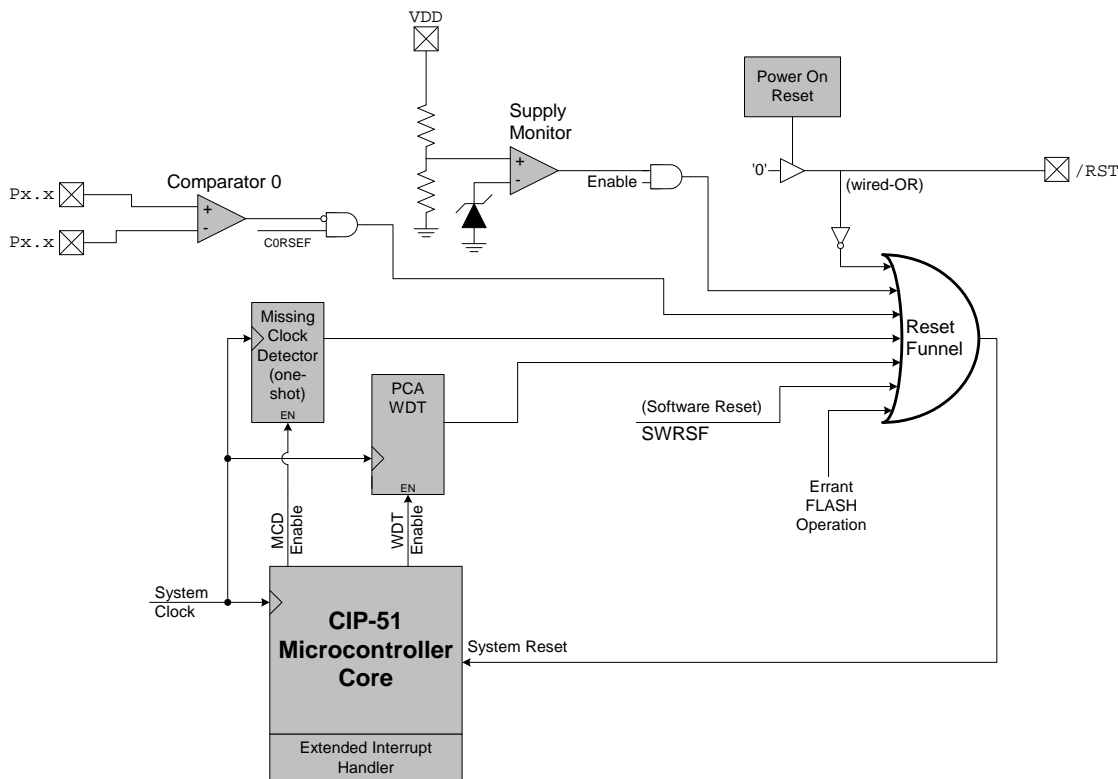 VDD
Power On
Reset
Supply
Monitor
+
-
Enable
'0'
(wired-OR)
/RST
Px.x
Px.x
Comparator 0
+
-
C0RSEF
Missing
Clock
Detector
(one-
shot)
EN
PCA
WDT
EN
Reset
Funnel
(Software Reset)
SWRSF
Errant
FLASH
Operation
MCD
Enable
WDT
Enable
System
Clock
CIP-51
Microcontroller
Core
System Reset
Extended Interrupt
Handler